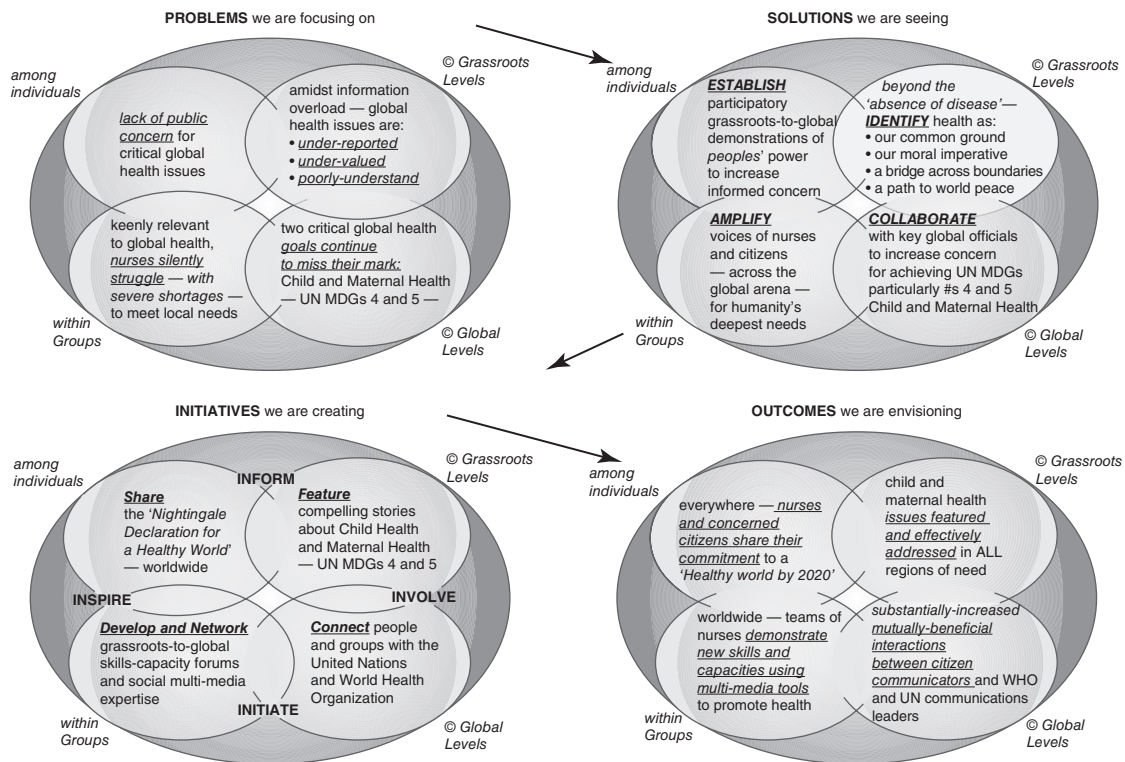 PROBLEMS we are focusing on
among
individuals
© Grassroots
Levels
lack of public
concern for
critical global
health issues
amidst information
overload — global
health issues are:
• under-reported
• under-valued
• poorly-understand
keenly relevant
to global health,
nurses silently
struggle — with
severe shortages —
to meet local needs
two critical global health
goals continue
to miss their mark:
Child and Maternal Health
— UN MDGs 4 and 5 —
within
Groups
© Global
Levels
SOLUTIONS we are seeing
among
individuals
© Grassroots
Levels
ESTABLISH
participatory
grassroots-to-global
demonstrations of
peoples' power
to increase
informed concern
beyond the
'absence of disease'—
IDENTIFY health as:
• our common ground
• our moral imperative
• a bridge across boundaries
• a path to world peace
AMPLIFY
voices of nurses
and citizens
— across the
global arena —
for humanity's
deepest needs
COLLABORATE
with key global officials
to increase concern
for achieving UN MDGs
particularly #s 4 and 5
Child and Maternal Health
within
Groups
© Global
Levels
INITIATIVES we are creating
among
individuals
© Grassroots
Levels
INFORM
Share
the 'Nightingale
Declaration for
a Healthy World'
— worldwide
Feature
compelling stories
about Child Health
and Maternal Health
— UN MDGs 4 and 5
INSPIRE
INVOLVE
Develop and Network
grassroots-to-global
skills-capacity forums
and social multi-media
expertise
Connect people
and groups with the
United Nations
and World Health
Organization
INITIATE
within
Groups
© Global
Levels
OUTCOMES we are envisioning
among
individuals
© Grassroots
Levels
everywhere — nurses
and concerned
citizens share their
commitment to a
'Healthy world by 2020'
child and
maternal health
issues featured
and effectively
addressed in ALL
regions of need
worldwide — teams of
nurses demonstrate
new skills and
capacities using
multi-media tools
to promote health
substantially-increased
mutually-beneficial
interactions
between citizen
communicators and WHO
and UN communications
leaders
within
Groups
© Global
Levels